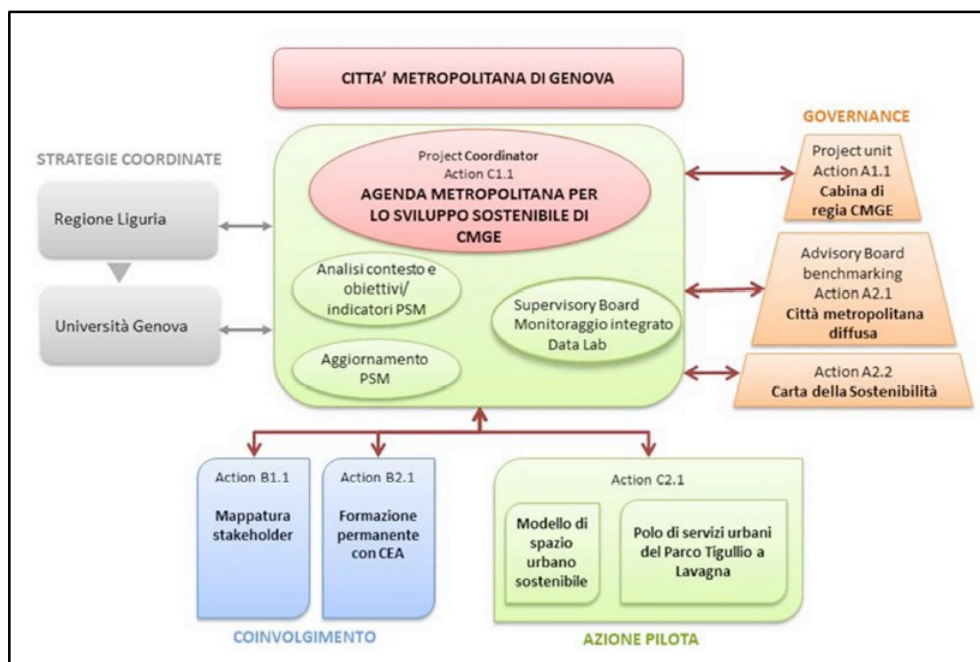 CITTA’ METROPOLITANA DI GENOVA
STRATEGIE COORDINATE
Regione Liguria
Università Genova
Project Coordinator
Action C1.1
AGENDA METROPOLITANA PER
LO SVILUPPO SOSTENIBILE DI
CMGE
Analisi contesto e
obiettivi/
indicatori PSM
Supervisory Board
Monitoraggio integrato
Data Lab
Aggiornamento
PSM
GOVERNANCE
Project unit
Action A1.1
Cabina di
regia CMGE
Advisory Board
benchmarking
Action A2.1
Città metropolitana
diffusa
Action A2.2
Carta della Sostenibilità
Action B1.1
Mappatura
stakeholder
Action B2.1
Formazione
permanente
con CEA
COINVOLGIMENTO
Action C2.1
Modello di
spazio
urbano
sostenibile
Polo di servizi urbani
del Parco Tigullio a
Lavagna
AZIONE PILOTA